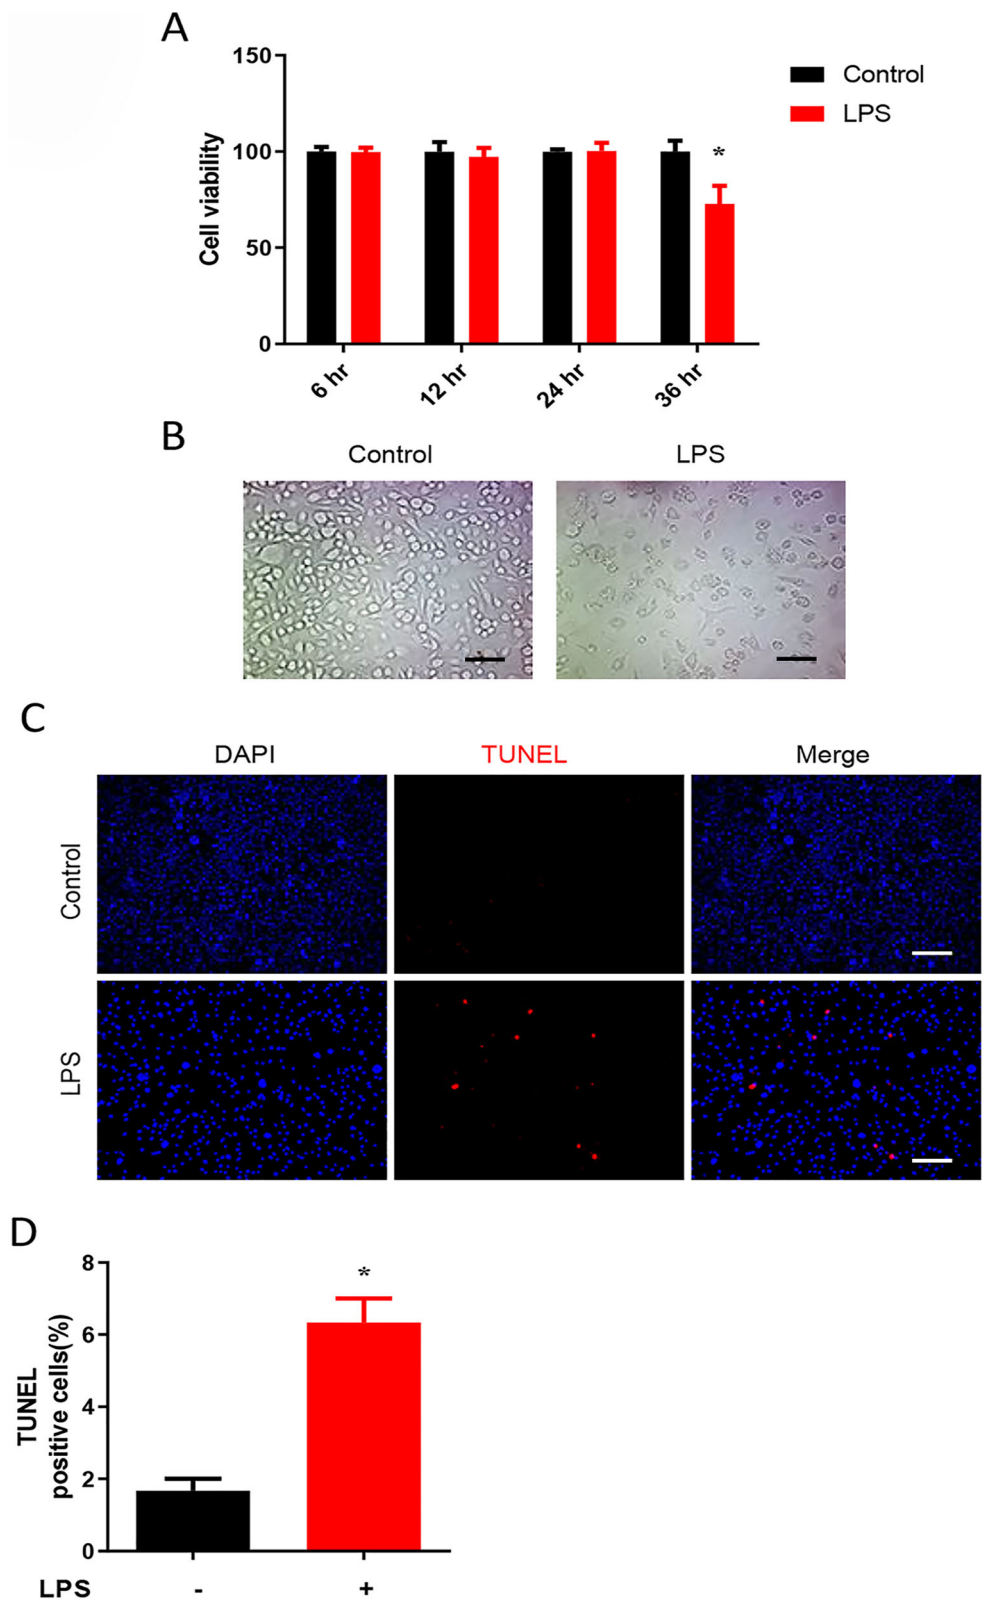 A
150
100
50
0
Cell viability
Control
LPS
*
6 hr
12 hr
24 hr
36 hr
B
Control
LPS
C
DAPI
TUNEL
Merge
Control
LPS
D
8
6
4
2
0
TUNEL
positive cells(%)
*
LPS - +